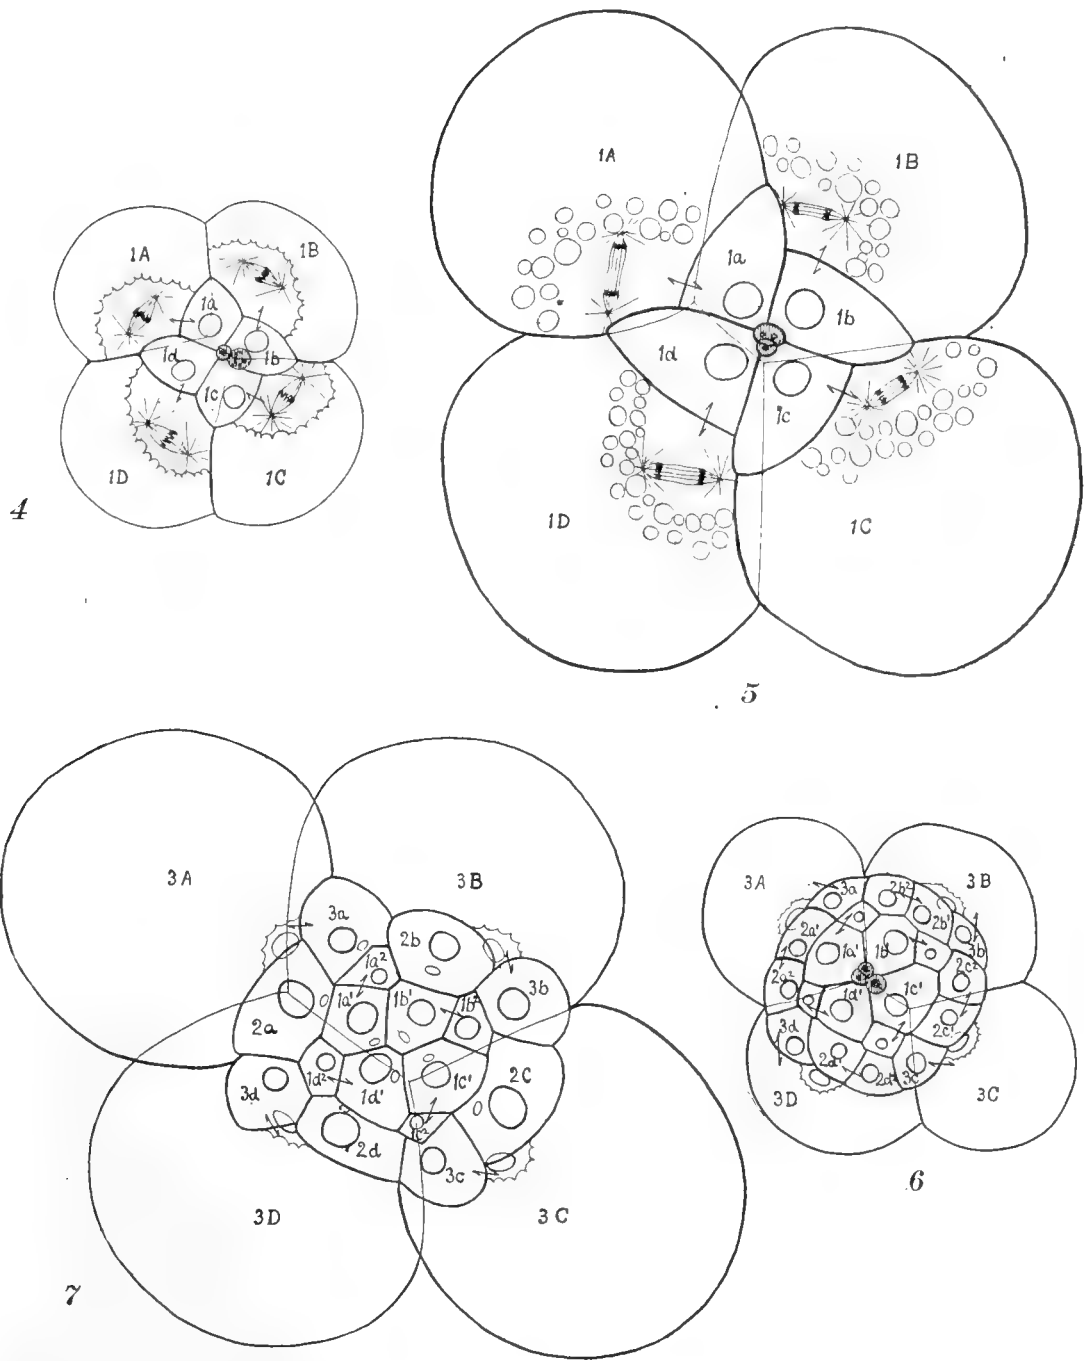 1A
1B
1a
1b
1d
1c
1D
1C
4
1A
1B
1a
1b
1d
1c
1D
1C
5
3A
3B
3a
2b
1a²
1a'
1b'
1b²
3b
2a
1d²
1d'
1c'
2C
3d
2d
1c²
3c
3D
3C
7
3A
3B
3a
2b²
2b'
2a'
1a'
1b'
3b
2a²
1d'
1c'
2c²
2c'
3d
2d'
2d²
3c
3D
3C
6